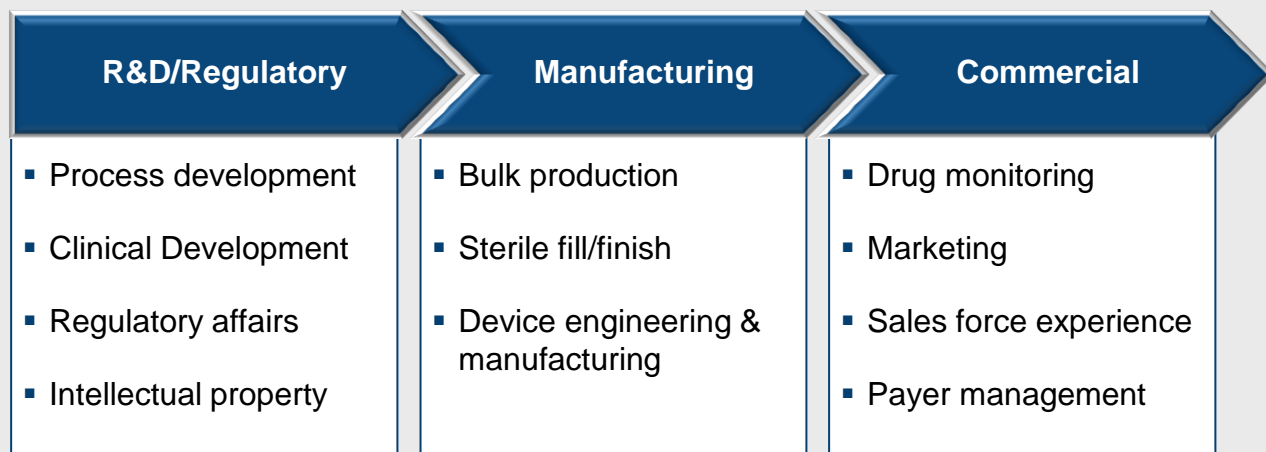 R&D/Regulatory
▪ Process development
▪ Clinical Development
▪ Regulatory affairs
▪ Intellectual property
Manufacturing
▪ Bulk production
▪ Sterile fill/finish
▪ Device engineering &
manufacturing
Commercial
▪ Drug monitoring
▪ Marketing
▪ Sales force experience
▪ Payer management